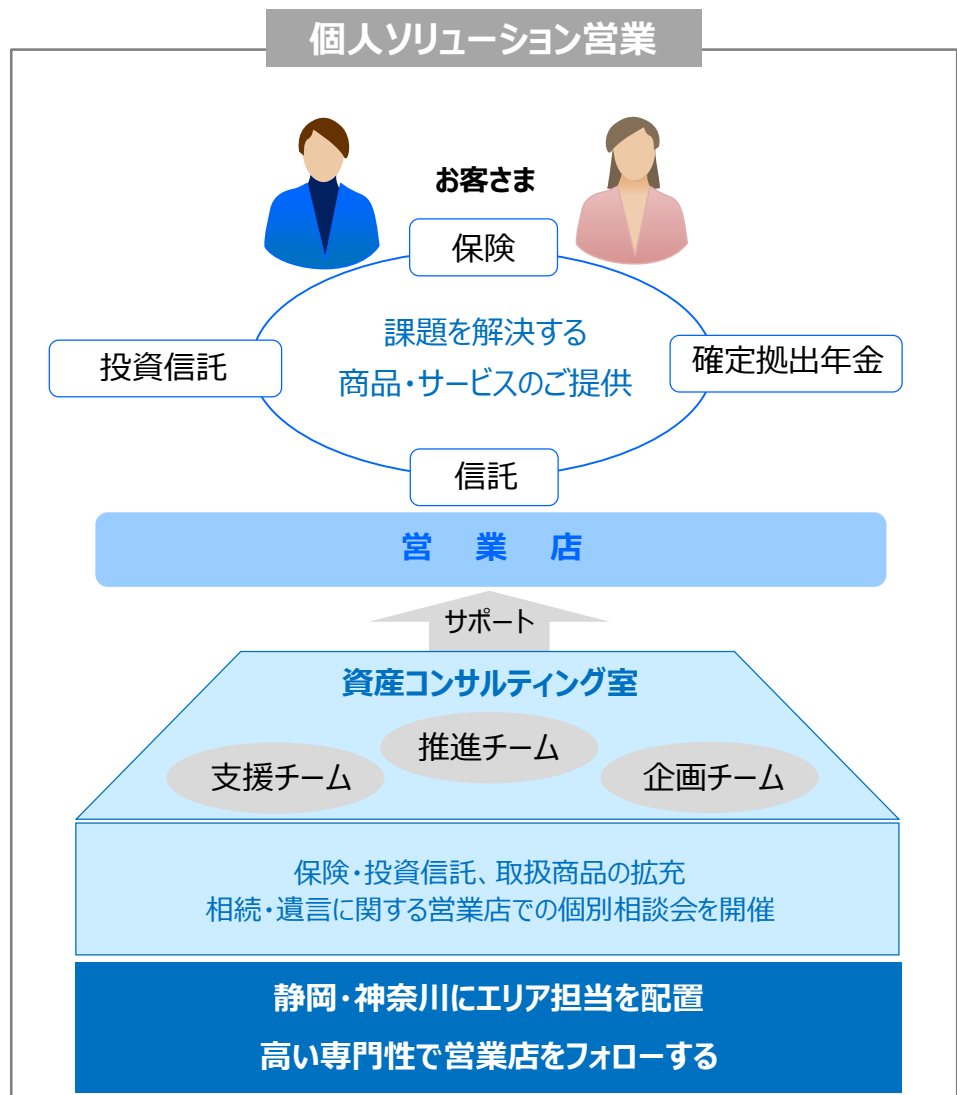 個人ソリューション営業
お客さま
保険
課題を解決する
商品・サービスのご提供
投資信託
確定拠出年金
信託
営業店
サポート
資産コンサルティング室
推進チーム
支援チーム
企画チーム
保険・投資信託、取扱商品の拡充
相続・遺言に関する営業店での個別相談会を開催
静岡・神奈川にエリア担当を配置
高い専門性で営業店をフォローする